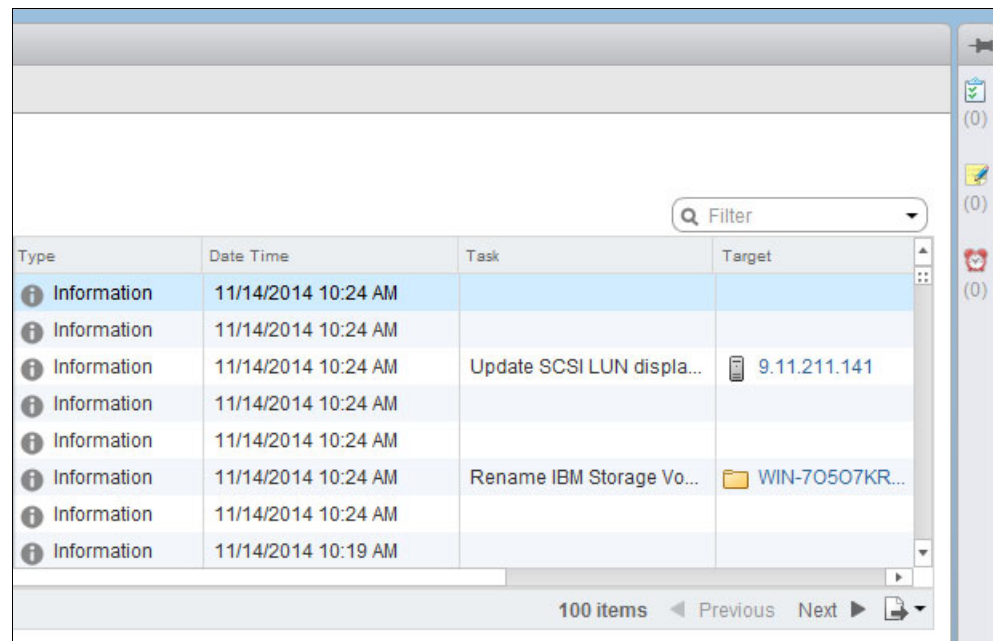 (0)
(0)
Filter
Type Date Time Task Target
(0)
Information 11/14/2014 10:24 AM
Information 11/14/2014 10:24 AM
Information 11/14/2014 10:24 AM Update SCSI LUN displa... 9.11.211.141
Information 11/14/2014 10:24 AM
Information 11/14/2014 10:24 AM
Information 11/14/2014 10:24 AM Rename IBM Storage Vo... WIN-7O5O7KR...
Information 11/14/2014 10:24 AM
Information 11/14/2014 10:19 AM
100 items Previous Next